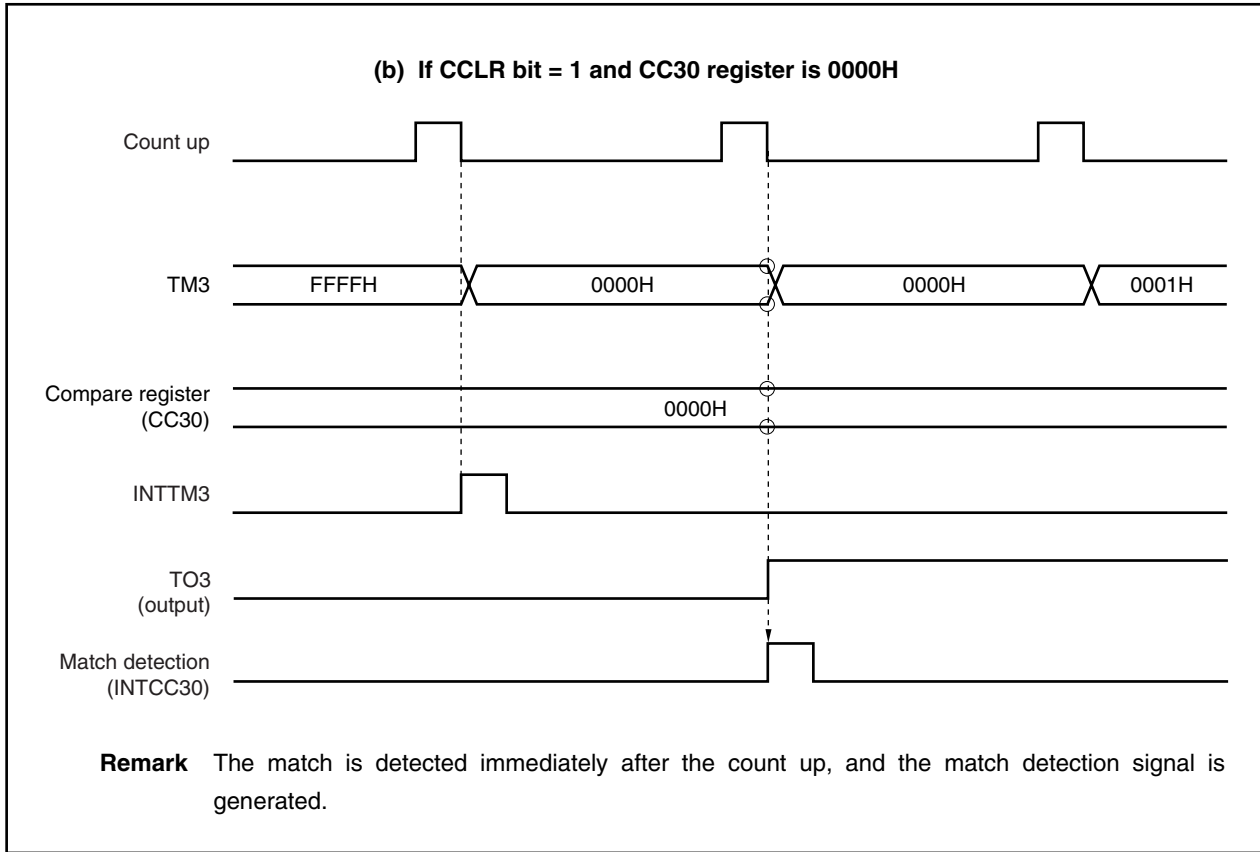 (b) If CCLR bit = 1 and CC30 register is 0000H
Count up
TM3
FFFFH
0000H
0000H
0001H
Compare register
(CC30)
0000H
INTTM3
TO3
(output)
Match detection
(INTCC30)
Remark The match is detected immediately after the count up, and the match detection signal is
generated.